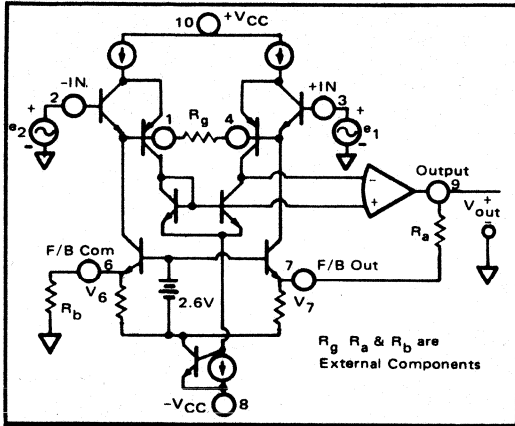 10 +VCC
-IN.
+IN
2
1
Rg
4
3
e2
+
-
+
e1
-
-
+
Output
9
Vout
+
-
Ra
F/B Com
6
V6
Rb
2.6V
7
F/B Out
V7
Rg Ra & Rb are
External Components
-VCC
8